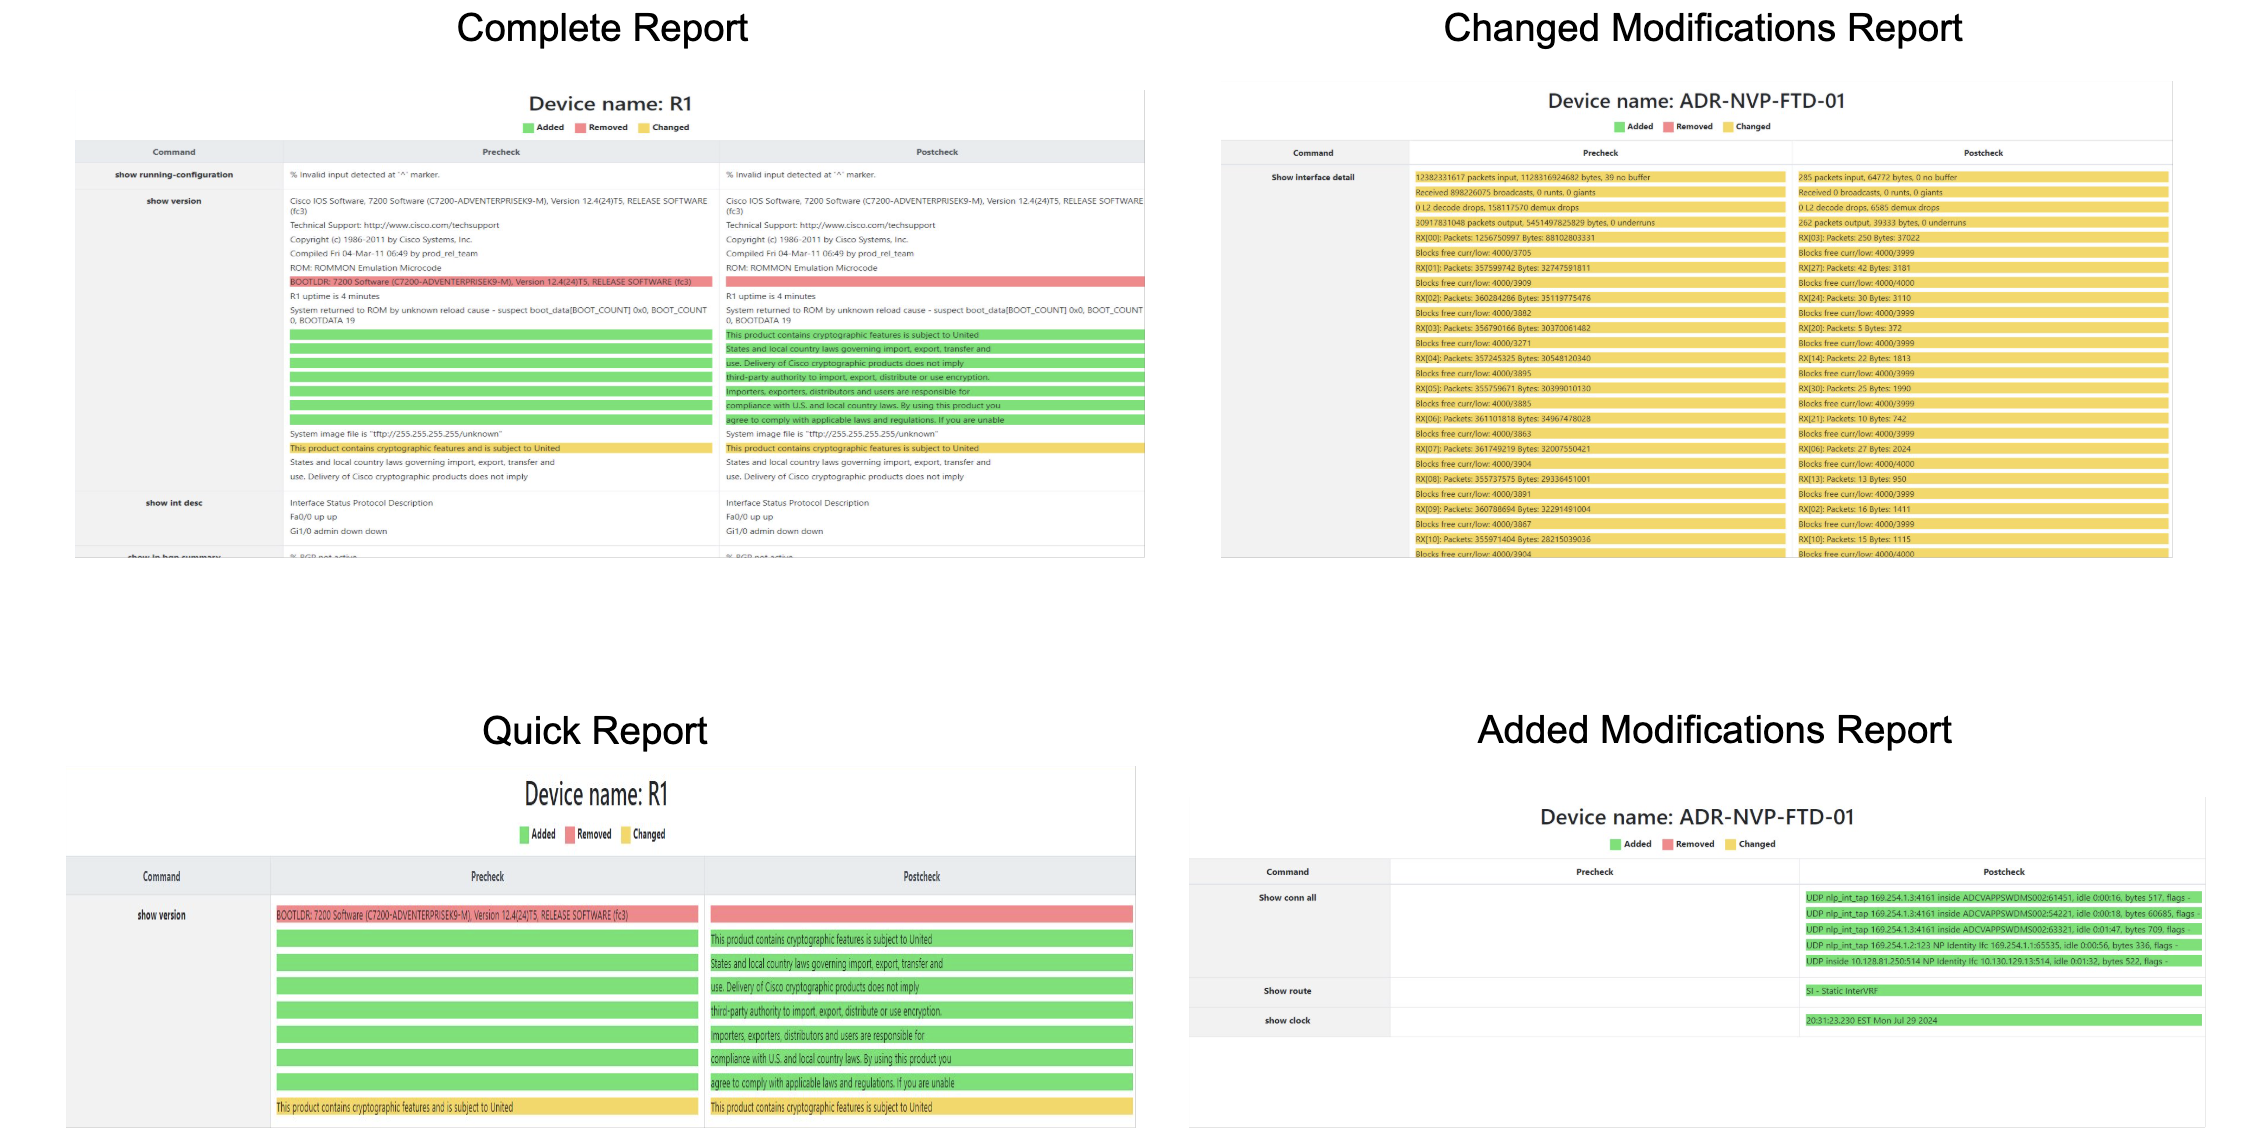 Complete Report
Device name: R1
Added Removed Changed
Command Precheck Postcheck
show running-configuration % Invalid input detected at '^' marker. % Invalid input detected at '^' marker.
show version Cisco IOS Software, 7200 Software (C7200-ADVENTERPRISEK9-M), Version 12.4(24)T5, RELEASE SOFTWARE Cisco IOS Software, 7200 Software (C7200-ADVENTERPRISEK9-M), Version 12.4(24)T5, RELEASE SOFTWARE
(fc3) (fc3)
Technical Support: http://www.cisco.com/techsupport Technical Support: http://www.cisco.com/techsupport
Copyright (c) 1986-2011 by Cisco Systems, Inc. Copyright (c) 1986-2011 by Cisco Systems, Inc.
Compiled Fri 04-Mar-11 06:49 by prod_rel_team Compiled Fri 04-Mar-11 06:49 by prod_rel_team
ROM: ROMMON Emulation Microcode ROM: ROMMON Emulation Microcode
BOOTLDR: 7200 Software (C7200-ADVENTERPRISEK9-M), Version 12.4(24)T5, RELEASE SOFTWARE (fc3)
R1 uptime is 4 minutes R1 uptime is 4 minutes
System returned to ROM by unknown reload cause - suspect boot_data[BOOT_COUNT] 0x0, BOOT_COUNT System returned to ROM by unknown reload cause - suspect boot_data[BOOT_COUNT] 0x0, BOOT_COUNT
0, BOOTDATA 19 0, BOOTDATA 19
This product contains cryptographic features is subject to United
States and local country laws governing import, export, transfer and
use. Delivery of Cisco cryptographic products does not imply
third-party authority to import, export, distribute or use encryption.
Importers, exporters, distributors and users are responsible for
compliance with U.S. and local country laws. By using this product you
agree to comply with applicable laws and regulations. If you are unable
System image file is "tftp://255.255.255.255/unknown" System image file is "tftp://255.255.255.255/unknown"
This product contains cryptographic features and is subject to United This product contains cryptographic features is subject to United
States and local country laws governing import, export, transfer and States and local country laws governing import, export, transfer and
use. Delivery of Cisco cryptographic products does not imply use. Delivery of Cisco cryptographic products does not imply
show int desc Interface Status Protocol Description Interface Status Protocol Description
Fa0/0 up up Fa0/0 up up
Gi1/0 admin down down Gi1/0 admin down down
show ip bgp summary % BGP not active % BGP not active
Changed Modifications Report
Device name: ADR-NVP-FTD-01
Added Removed Changed
Command Precheck Postcheck
Show interface detail 12382331617 packets input, 1128316924682 bytes, 39 no buffer 285 packets input, 64772 bytes, 0 no buffer
Received 898226075 broadcasts, 0 runts, 0 giants Received 0 broadcasts, 0 runts, 0 giants
0 L2 decode drops, 158117570 demux drops 0 L2 decode drops, 6585 demux drops
30917831048 packets output, 5451497825829 bytes, 0 underruns 262 packets output, 39333 bytes, 0 underruns
RX[00]: Packets: 1256750997 Bytes: 88102803331 RX[03]: Packets: 250 Bytes: 37022
Blocks free curr/low: 4000/3705 Blocks free curr/low: 4000/3999
RX[01]: Packets: 357599742 Bytes: 32747591811 RX[27]: Packets: 42 Bytes: 3181
Blocks free curr/low: 4000/3909 Blocks free curr/low: 4000/4000
RX[02]: Packets: 360284286 Bytes: 35119775476 RX[24]: Packets: 30 Bytes: 3110
Blocks free curr/low: 4000/3882 Blocks free curr/low: 4000/3999
RX[03]: Packets: 356790166 Bytes: 30370061482 RX[20]: Packets: 5 Bytes: 372
Blocks free curr/low: 4000/3271 Blocks free curr/low: 4000/3999
RX[04]: Packets: 357245325 Bytes: 30548120340 RX[14]: Packets: 22 Bytes: 1813
Blocks free curr/low: 4000/3895 Blocks free curr/low: 4000/3999
RX[05]: Packets: 355759671 Bytes: 30399010130 RX[30]: Packets: 25 Bytes: 1990
Blocks free curr/low: 4000/3885 Blocks free curr/low: 4000/3999
RX[06]: Packets: 361101818 Bytes: 34967478028 RX[21]: Packets: 10 Bytes: 742
Blocks free curr/low: 4000/3863 Blocks free curr/low: 4000/3999
RX[07]: Packets: 361749219 Bytes: 32007550421 RX[06]: Packets: 27 Bytes: 2024
Blocks free curr/low: 4000/3904 Blocks free curr/low: 4000/4000
RX[08]: Packets: 355737575 Bytes: 29336451001 RX[13]: Packets: 13 Bytes: 950
Blocks free curr/low: 4000/3891 Blocks free curr/low: 4000/3999
RX[09]: Packets: 360788694 Bytes: 32291491004 RX[02]: Packets: 16 Bytes: 1411
Blocks free curr/low: 4000/3867 Blocks free curr/low: 4000/3999
RX[10]: Packets: 355971404 Bytes: 28215039036 RX[10]: Packets: 15 Bytes: 1115
Blocks free curr/low: 4000/3904 Blocks free curr/low: 4000/4000
Quick Report
Device name: R1
Added Removed Changed
Command Precheck Postcheck
show version BOOTLDR: 7200 Software (C7200-ADVENTERPRISEK9-M), Version 12.4(24)T5, RELEASE SOFTWARE (fc3)
This product contains cryptographic features is subject to United
States and local country laws governing import, export, transfer and
use. Delivery of Cisco cryptographic products does not imply
third-party authority to import, export, distribute or use encryption.
Importers, exporters, distributors and users are responsible for
compliance with U.S. and local country laws. By using this product you
agree to comply with applicable laws and regulations. If you are unable
This product contains cryptographic features and is subject to United This product contains cryptographic features is subject to United
Added Modifications Report
Device name: ADR-NVP-FTD-01
Added Removed Changed
Command Precheck Postcheck
Show conn all UDP nlp_int_tap 169.254.1.3:4161 inside ADCVAPPSWDMS002:61451, idle 0:00:16, bytes 517, flags -
UDP nlp_int_tap 169.254.1.3:4161 inside ADCVAPPSWDMS002:54221, idle 0:00:18, bytes 60685, flags -
UDP nlp_int_tap 169.254.1.3:4161 inside ADCVAPPSWDMS002:63321, idle 0:01:47, bytes 709, flags -
UDP nlp_int_tap 169.254.1.2:123 NP Identity Ifc 169.254.1.1:65535, idle 0:00:56, bytes 336, flags -
UDP inside 10.128.81.250:514 NP Identity Ifc 10.130.129.13:514, idle 0:01:32, bytes 522, flags -
Show route SI - Static InterVRF
show clock 20:31:23.230 EST Mon Jul 29 2024